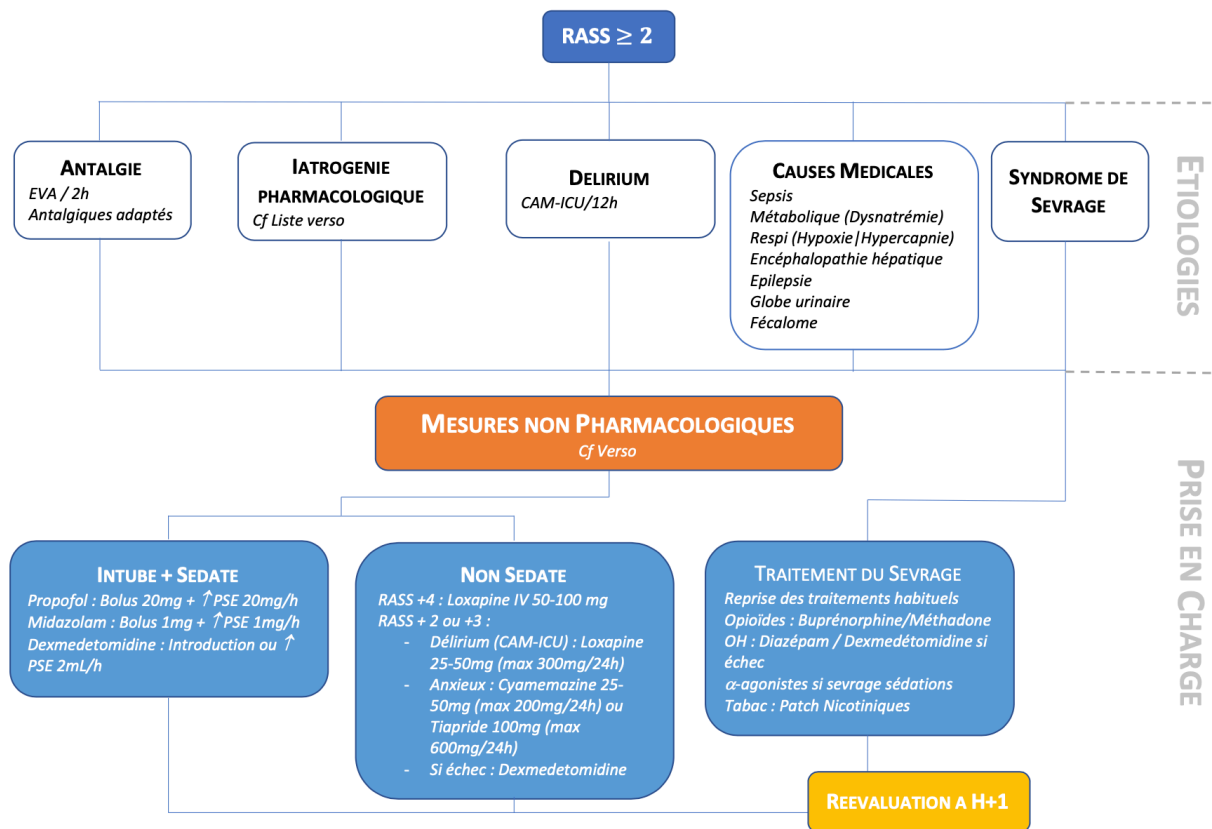 RASS ≥ 2
ANTALGIE
EVA / 2h
Antalgiques adaptés
IATROGENIE
PHARMACOLOGIQUE
Cf Liste verso
DELIRIUM
CAM-ICU/12h
CAUSES MEDICALES
Sepsis
Métabolique (Dysnatrémie)
Respi (Hypoxie|Hypercapnie)
Encéphalopathie hépatique
Epilepsie
Globe urinaire
Fécalome
SYNDROME DE
SEVRAGE
ETIOLOGIES
MESURES NON PHARMACOLOGIQUES
Cf Verso
PRISE EN CHARGE
INTUBE + SEDATE
Propofol : Bolus 20mg + ↑PSE 20mg/h
Midazolam : Bolus 1mg + ↑PSE 1mg/h
Dexmedetomidine : Introduction ou ↑
PSE 2mL/h
NON SEDATE
RASS +4 : Loxapine IV 50-100 mg
RASS + 2 ou +3 :
- Délirium (CAM-ICU) : Loxapine
25-50mg (max 300mg/24h)
- Anxieux : Cyamemazine 25-
50mg (max 200mg/24h) ou
Tiapride 100mg (max
600mg/24h)
- Si échec : Dexmedetomidine
TRAITEMENT DU SEVRAGE
Reprise des traitements habituels
Opioïdes : Buprénorphine/Méthadone
OH : Diazépam / Dexmedétomidine si
échec
α-agonistes si sevrage sédations
Tabac : Patch Nicotiniques
REEVALUATION A H+1